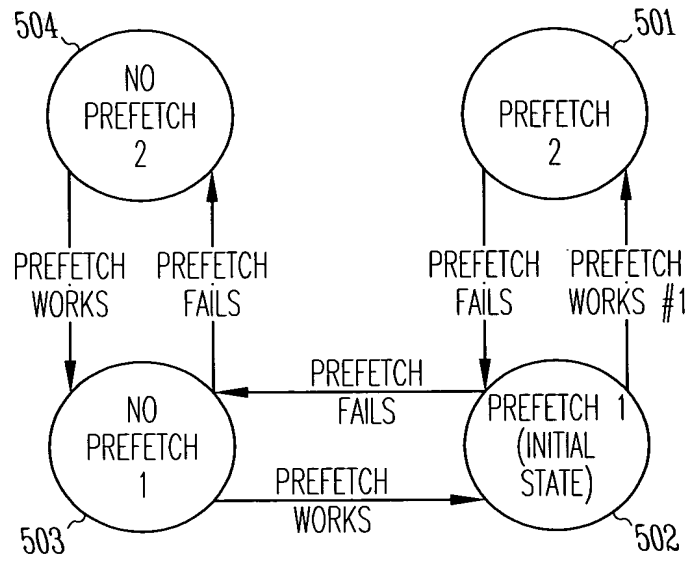 504
501
NO
PREFETCH
2
PREFETCH
2
PREFETCH
WORKS
PREFETCH
FAILS
PREFETCH
FAILS
PREFETCH
WORKS #1
PREFETCH
FAILS
NO
PREFETCH
1
PREFETCH 1
(INITIAL
STATE)
PREFETCH
WORKS
503
502